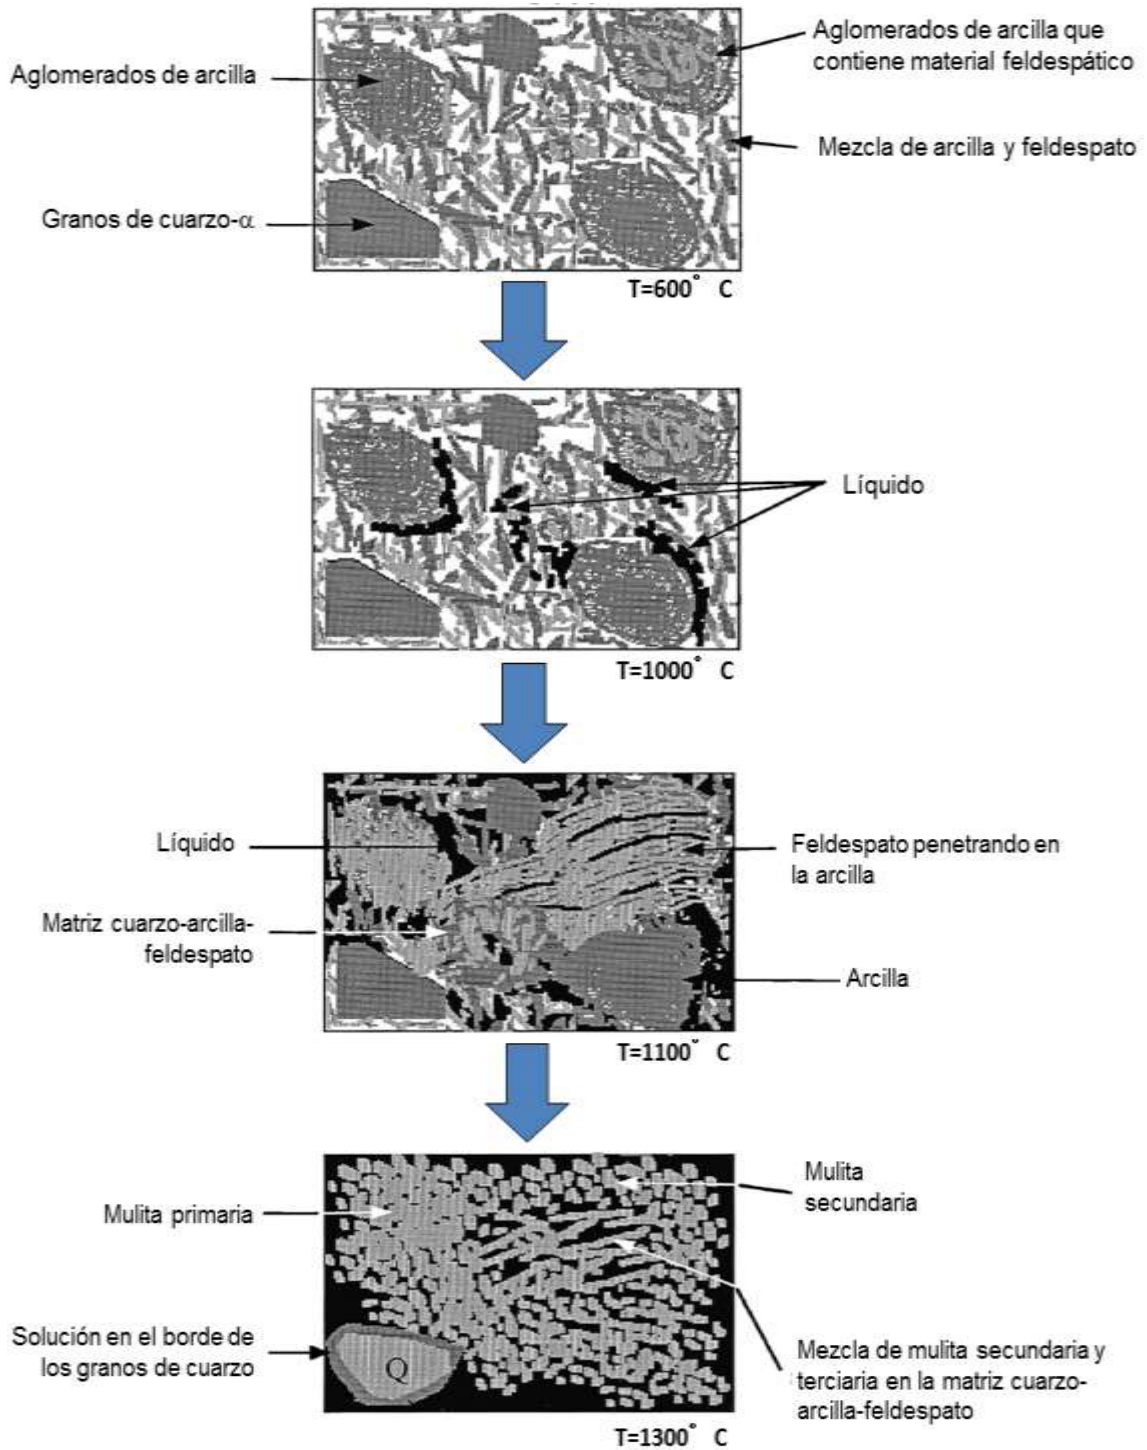 Aglomerados de arcilla
Aglomerados de arcilla que
contiene material feldespático
Mezcla de arcilla y feldespato
Granos de cuarzo-α
T=600° C
Líquido
T=1000° C
Líquido
Feldespato penetrando en
la arcilla
Matriz cuarzo-arcilla-
feldespato
Arcilla
T=1100° C
Mulita primaria
Mulita
secundaria
Solución en el borde de
los granos de cuarzo
Q
Mezcla de mulita secundaria y
terciaria en la matriz cuarzo-
arcilla-feldespato
T=1300° C